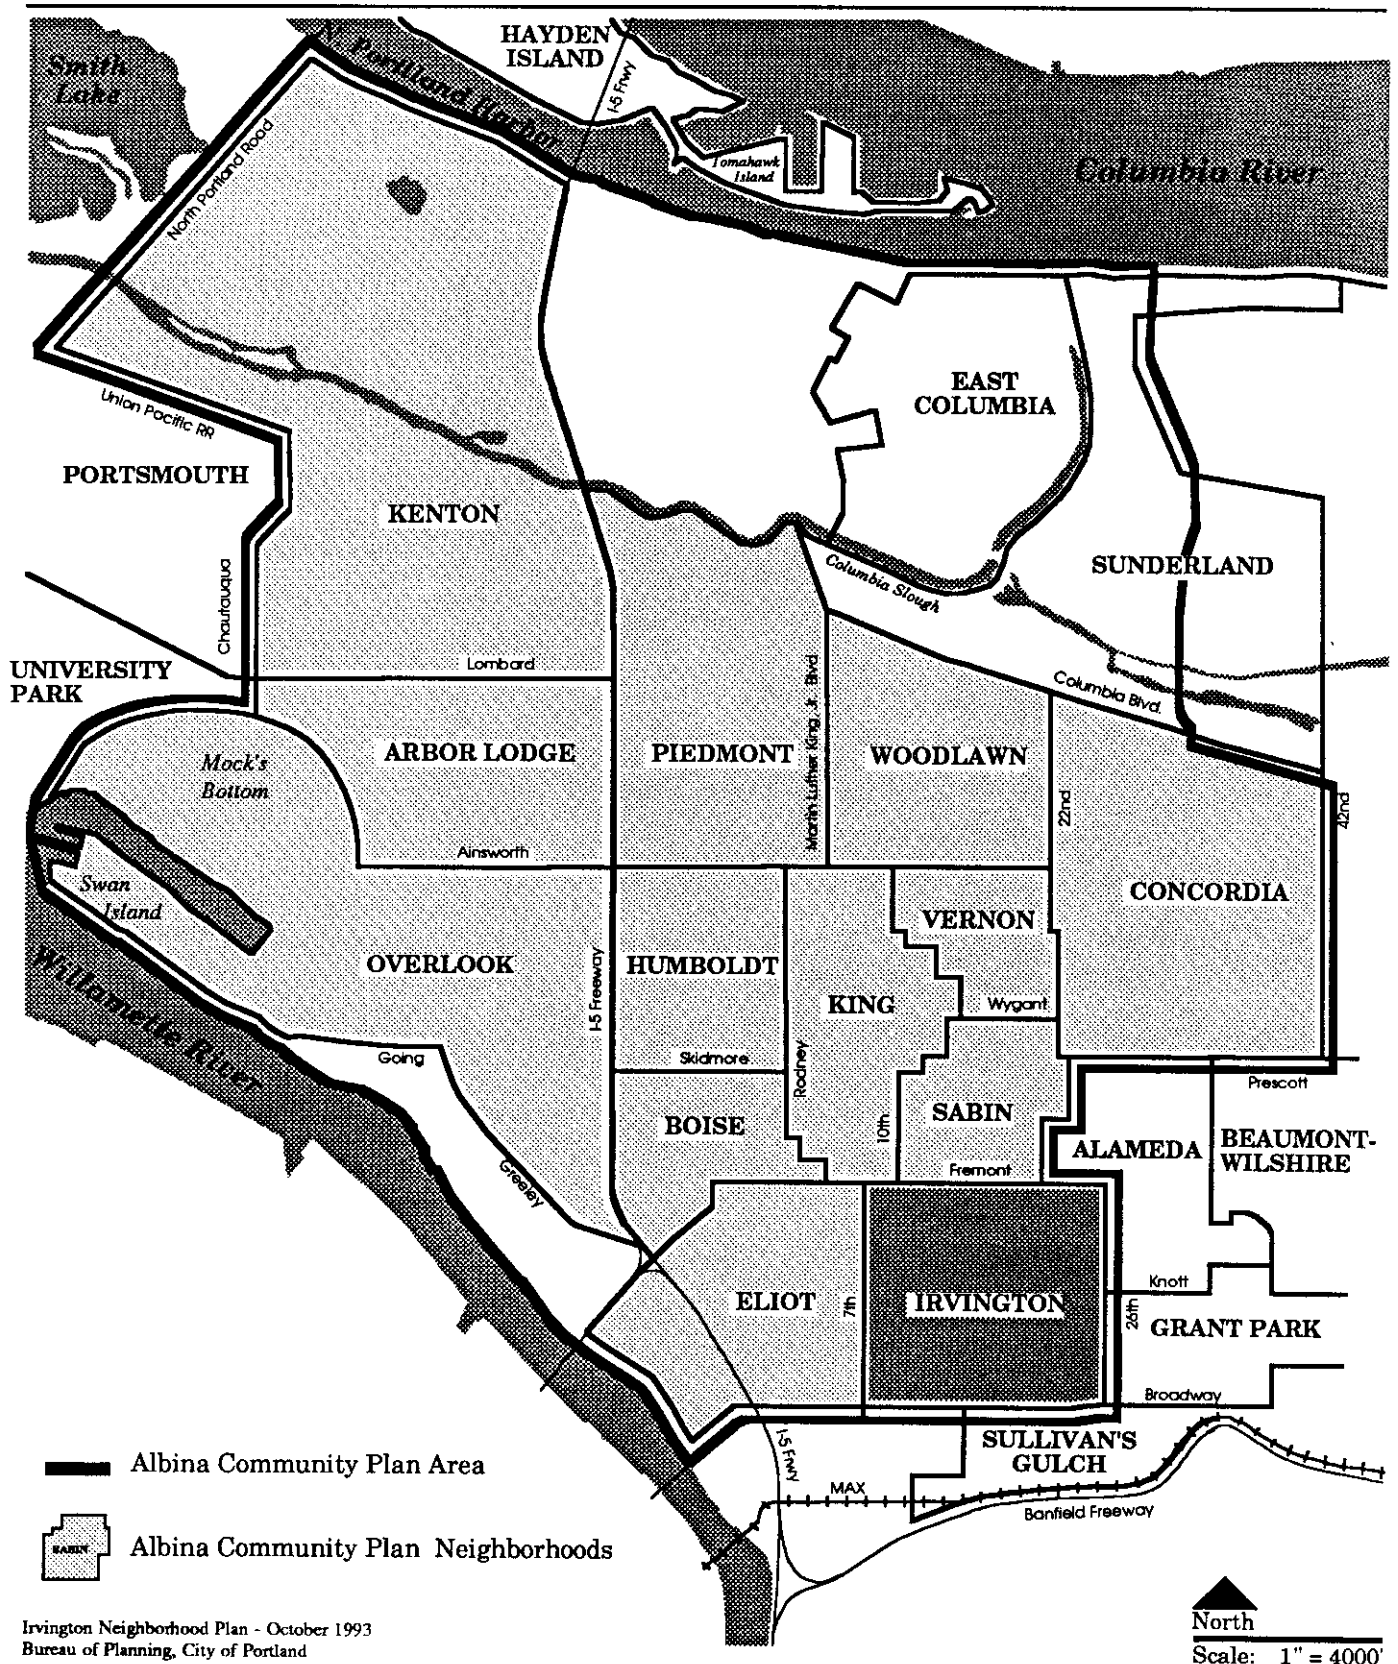 HAYDEN
ISLAND
Smith
Lake
N. Portland Harbor
I-5 Frwy
Tomahawk
Island
Columbia River
North Portland Road
Union Pacific RR
EAST
COLUMBIA
PORTSMOUTH
KENTON
Columbia Slough
SUNDERLAND
Chautauqua
UNIVERSITY
PARK
Lombard
Columbia Blvd.
Mock's
Bottom
ARBOR LODGE
PIEDMONT
Martin Luther King, Jr. Blvd
WOODLAWN
22nd
42nd
Ainsworth
Swan
Island
CONCORDIA
VERNON
OVERLOOK
I-5 Freeway
HUMBOLDT
KING
Wygant
Willamette River
Going
Skidmore
Rodney
Prescott
BOISE
10th
SABIN
ALAMEDA
BEAUMONT-
WILSHIRE
Greeley
Fremont
ELIOT
7th
IRVINGTON
Knott
26th
GRANT PARK
Broadway
I-5 Frwy
SULLIVAN'S
GULCH
MAX
Banfield Freeway
Albina Community Plan Area
SABIN
Albina Community Plan Neighborhoods
Irvington Neighborhood Plan - October 1993
Bureau of Planning, City of Portland
North
Scale: 1" = 4000'